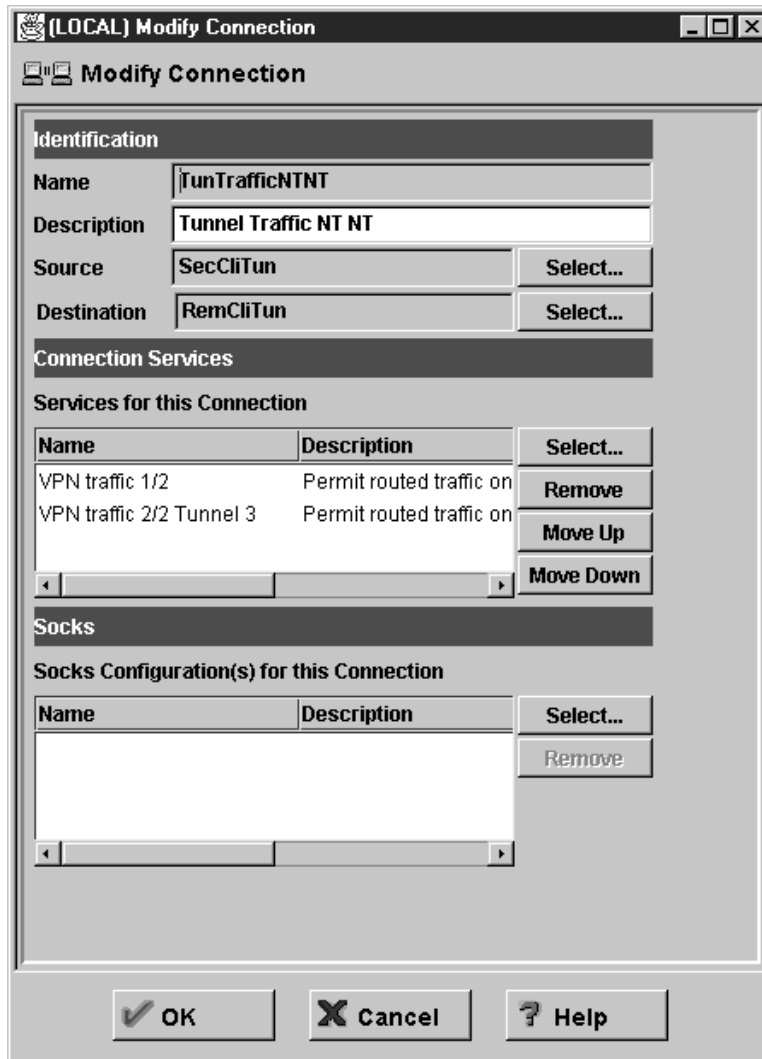 (LOCAL) Modify Connection
Modify Connection
Identification
Name TunTrafficNTNT
Description Tunnel Traffic NT NT
Source SecCliTun Select...
Destination RemCliTun Select...
Connection Services
Services for this Connection
Name Description Select...
VPN traffic 1/2 Permit routed traffic on
Remove
VPN traffic 2/2 Tunnel 3 Permit routed traffic on
Move Up
Move Down
Socks
Socks Configuration(s) for this Connection
Name Description Select...
Remove
OK Cancel Help